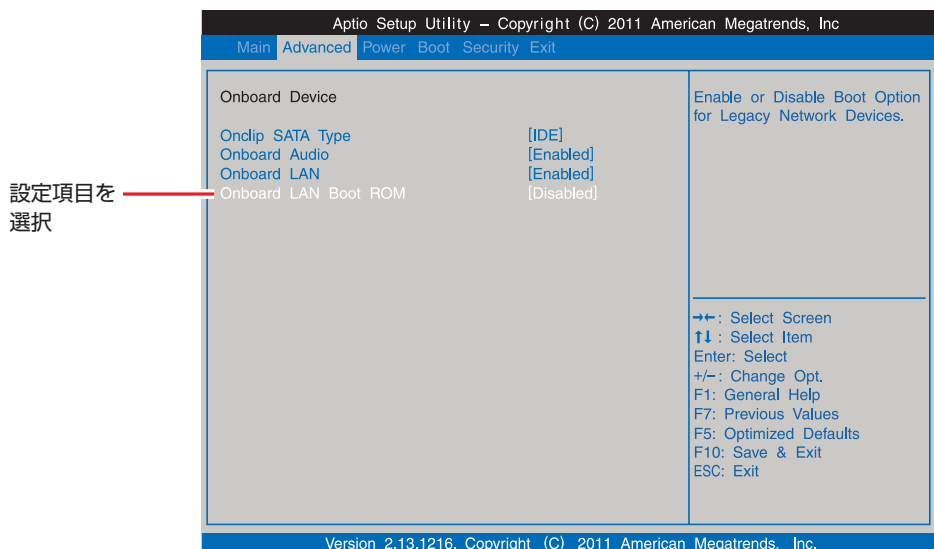 Aptio Setup Utility – Copyright (C) 2011 American Megatrends, Inc
Main Advanced Power Boot Security Exit
Onboard Device
Onclip SATA Type [IDE]
Onboard Audio [Enabled]
Onboard LAN [Enabled]
Onboard LAN Boot ROM [Disabled]
設定項目を
選択
Enable or Disable Boot Option
for Legacy Network Devices.
→←: Select Screen
↑↓: Select Item
Enter: Select
+/−: Change Opt.
F1: General Help
F7: Previous Values
F5: Optimized Defaults
F10: Save & Exit
ESC: Exit
Version 2.13.1216. Copyright (C) 2011 American Megatrends, Inc.